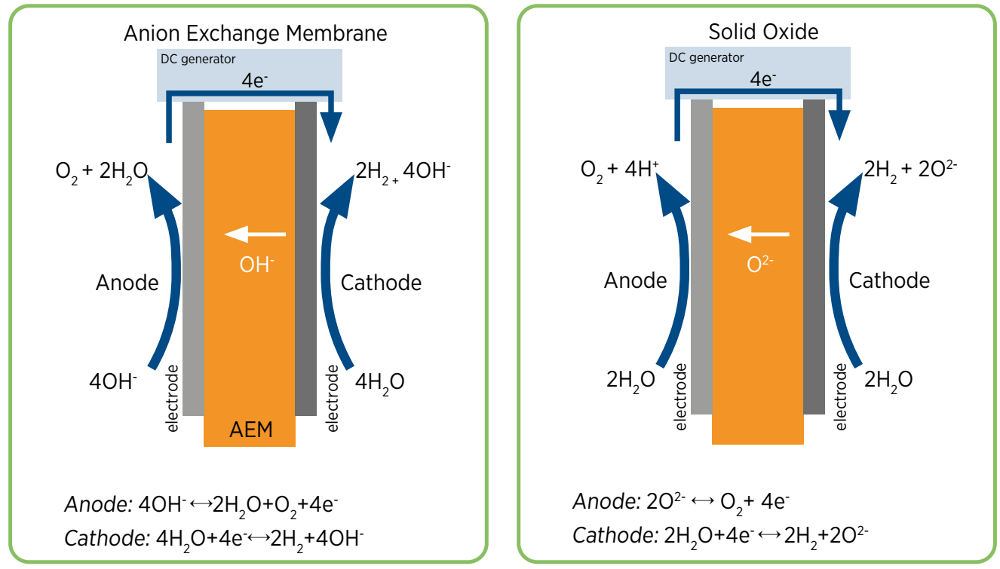 Anion Exchange Membrane
DC generator
4e⁻
O₂ + 2H₂O
2H₂ ₊ 4OH⁻
OH⁻
Anode
Cathode
4OH⁻
electrode
electrode
4H₂O
AEM
Anode: 4OH⁻ ↔2H₂O+O₂+4e⁻
Cathode: 4H₂O+4e⁻↔2H₂+4OH⁻
Solid Oxide
DC generator
4e⁻
O₂ + 4H⁺
2H₂ + 2O²⁻
O²⁻
Anode
Cathode
2H₂O
electrode
electrode
2H₂O
Anode: 2O²⁻ ↔ O₂+ 4e⁻
Cathode: 2H₂O+4e⁻ ↔2H₂+2O²⁻